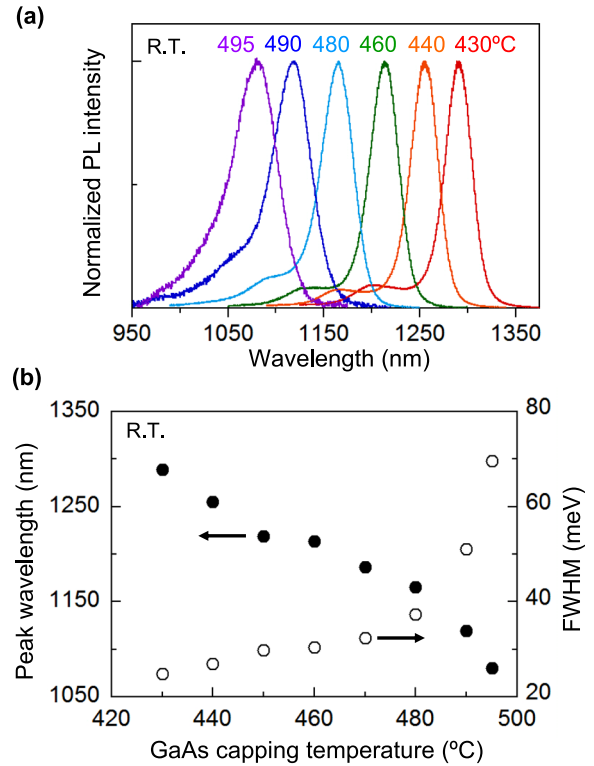 (a)
R.T. 495 490 480 460 440 430ºC
Normalized PL intensity
950 1050 1150 1250 1350
Wavelength (nm)
(b)
R.T.
Peak wavelength (nm)
1350
1250
1150
1050
80
60
40
20
FWHM (meV)
420 440 460 480 500
GaAs capping temperature (ºC)